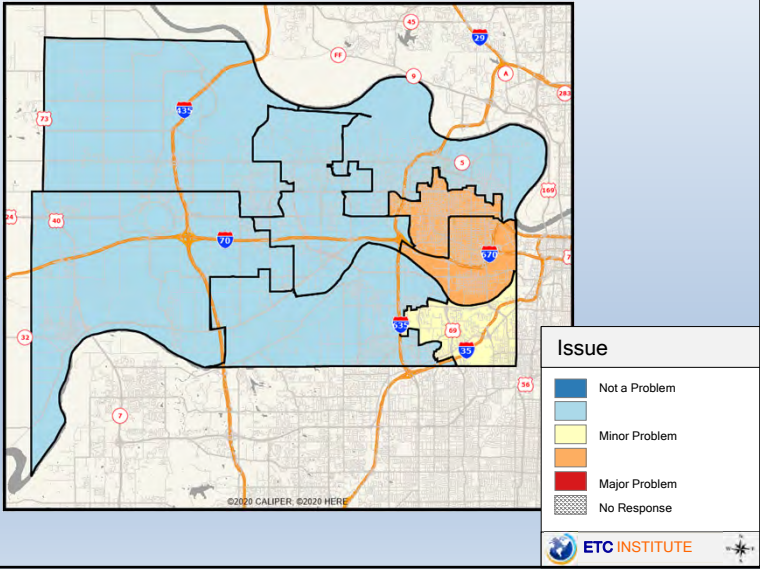 45
29
FF
9
A
283
73
435
5
169
24
40
70
670
7
635
69
35
32
56
7
©2020 CALIPER; ©2020 HERE
Issue
Not a Problem
Minor Problem
Major Problem
No Response
ETC INSTITUTE